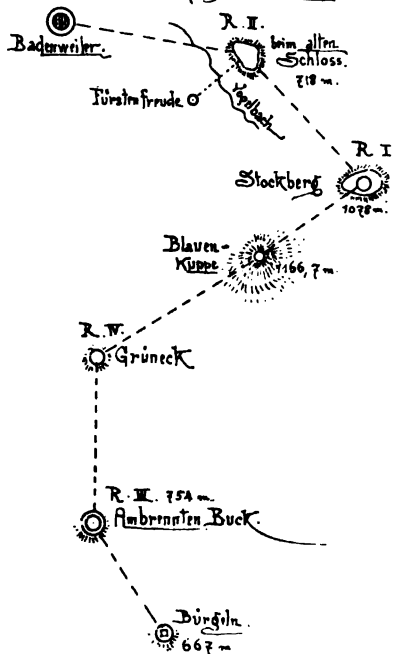 R. II.
Badenweiler.
beim alten
Schloss.
718 m.
Fürstenfreude
Vogelbach
R I
Stockberg
1078 m.
Blauen-
Kuppe
1166,7 m.
R. IV.
Grüneck
R. III. 754 m.
Ambrennten Buck.
Bürgeln.
667 m